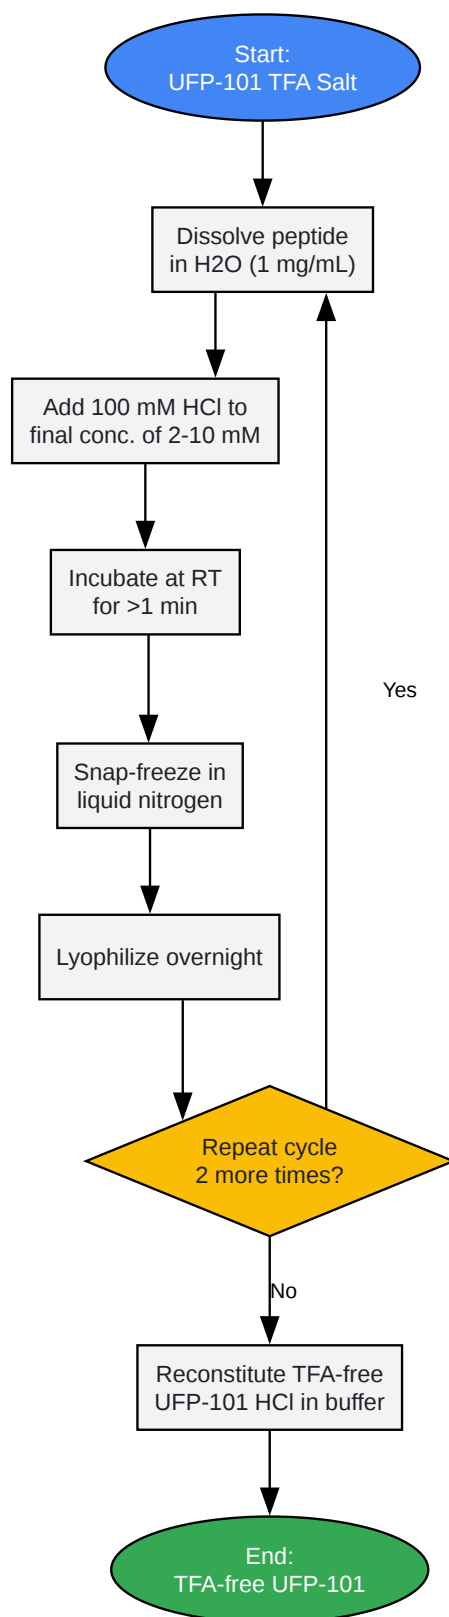 Start:
UFP-101 TFA Salt
Dissolve peptide
in H2O (1 mg/mL)
Add 100 mM HCl to
final conc. of 2-10 mM
Incubate at RT
for >1 min
Yes
Snap-freeze in
liquid nitrogen
Lyophilize overnight
Repeat cycle
2 more times?
No
Reconstitute TFA-free
UFP-101 HCl in buffer
End:
TFA-free UFP-101